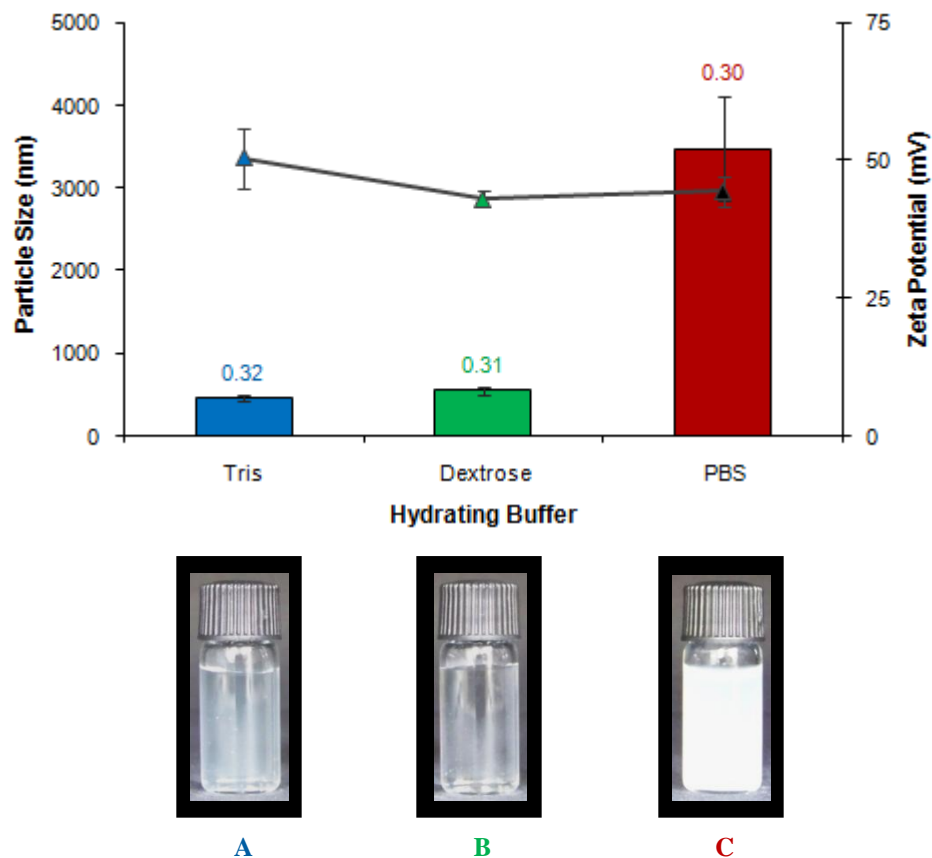 5000
4000
3000
2000
1000
0
Particle Size (nm)
75
50
25
0
Zeta Potential (mV)
0.32
0.31
0.30
Tris
Dextrose
PBS
Hydrating Buffer
A
B
C